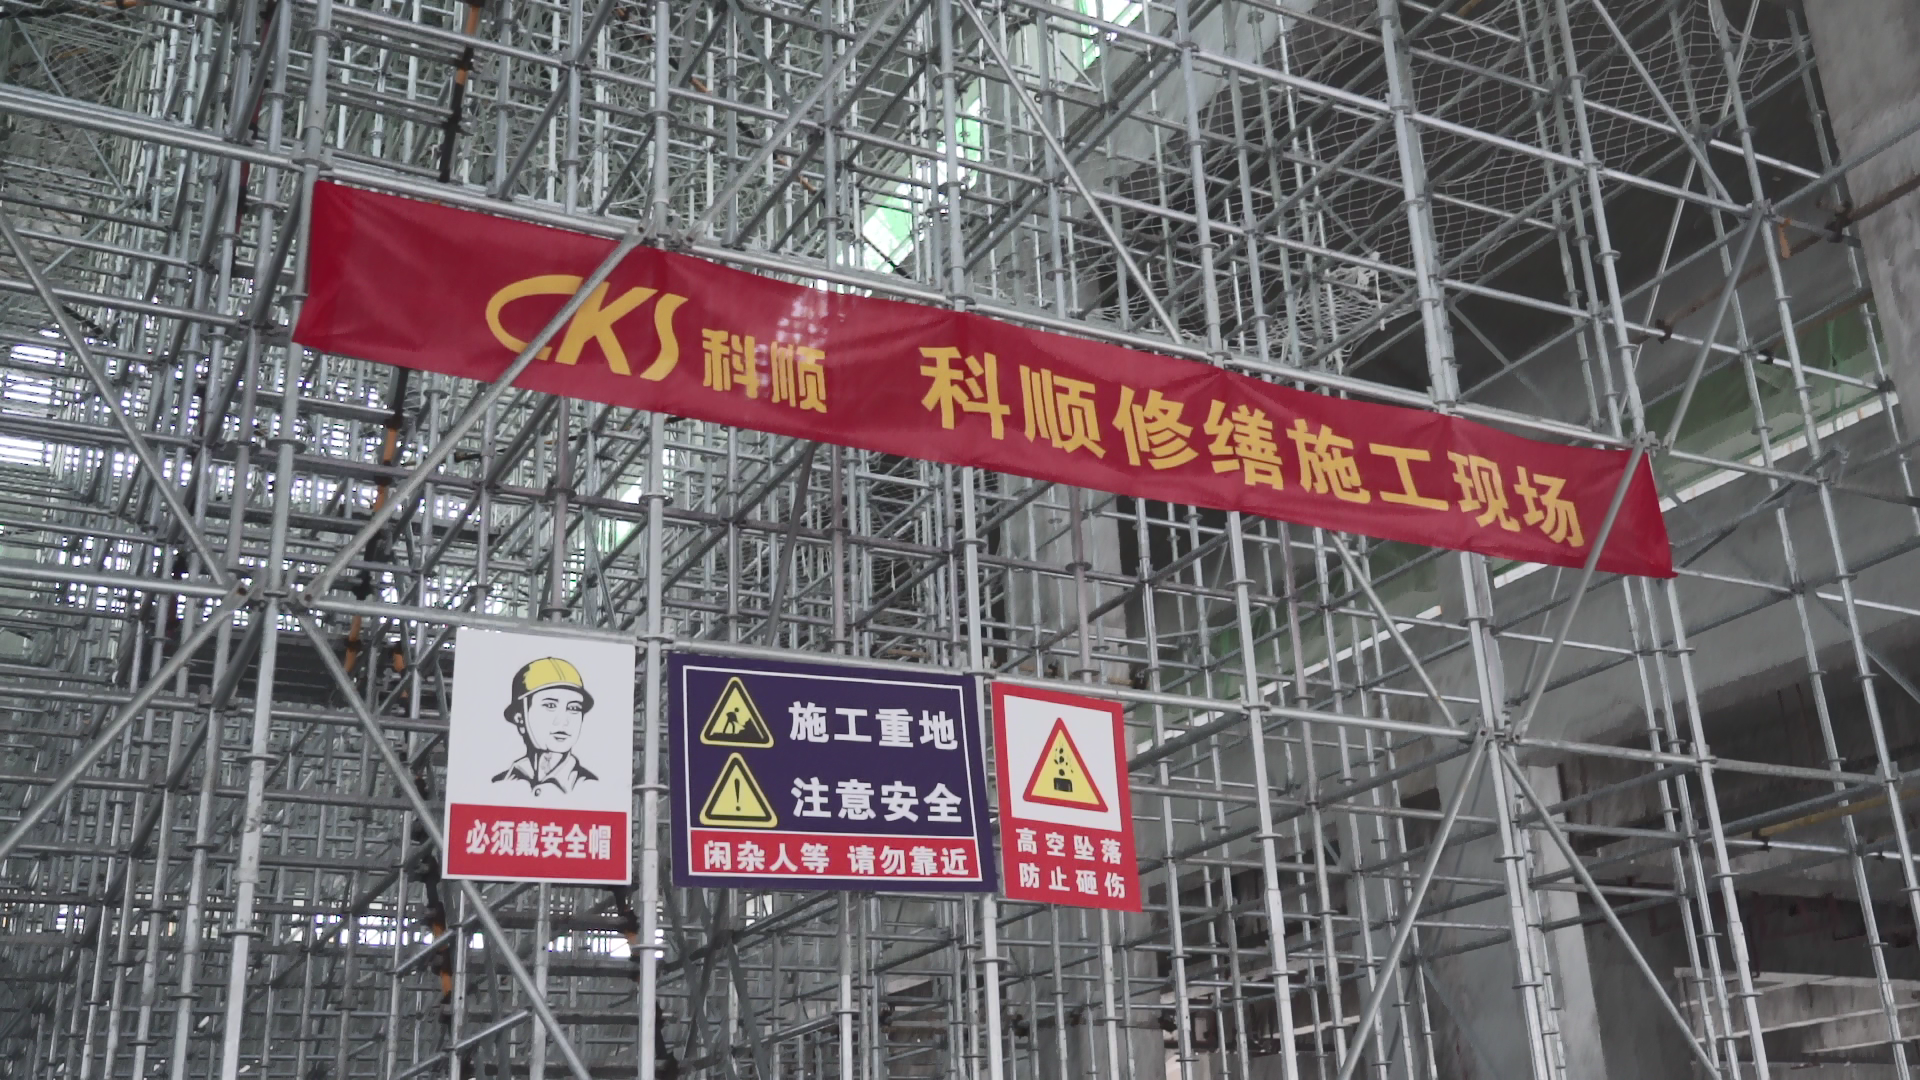 CKS 科顺 科顺修缮施工现场
必须戴安全帽
施工重地
注意安全
闲杂人等 请勿靠近
高空坠落
防止砸伤